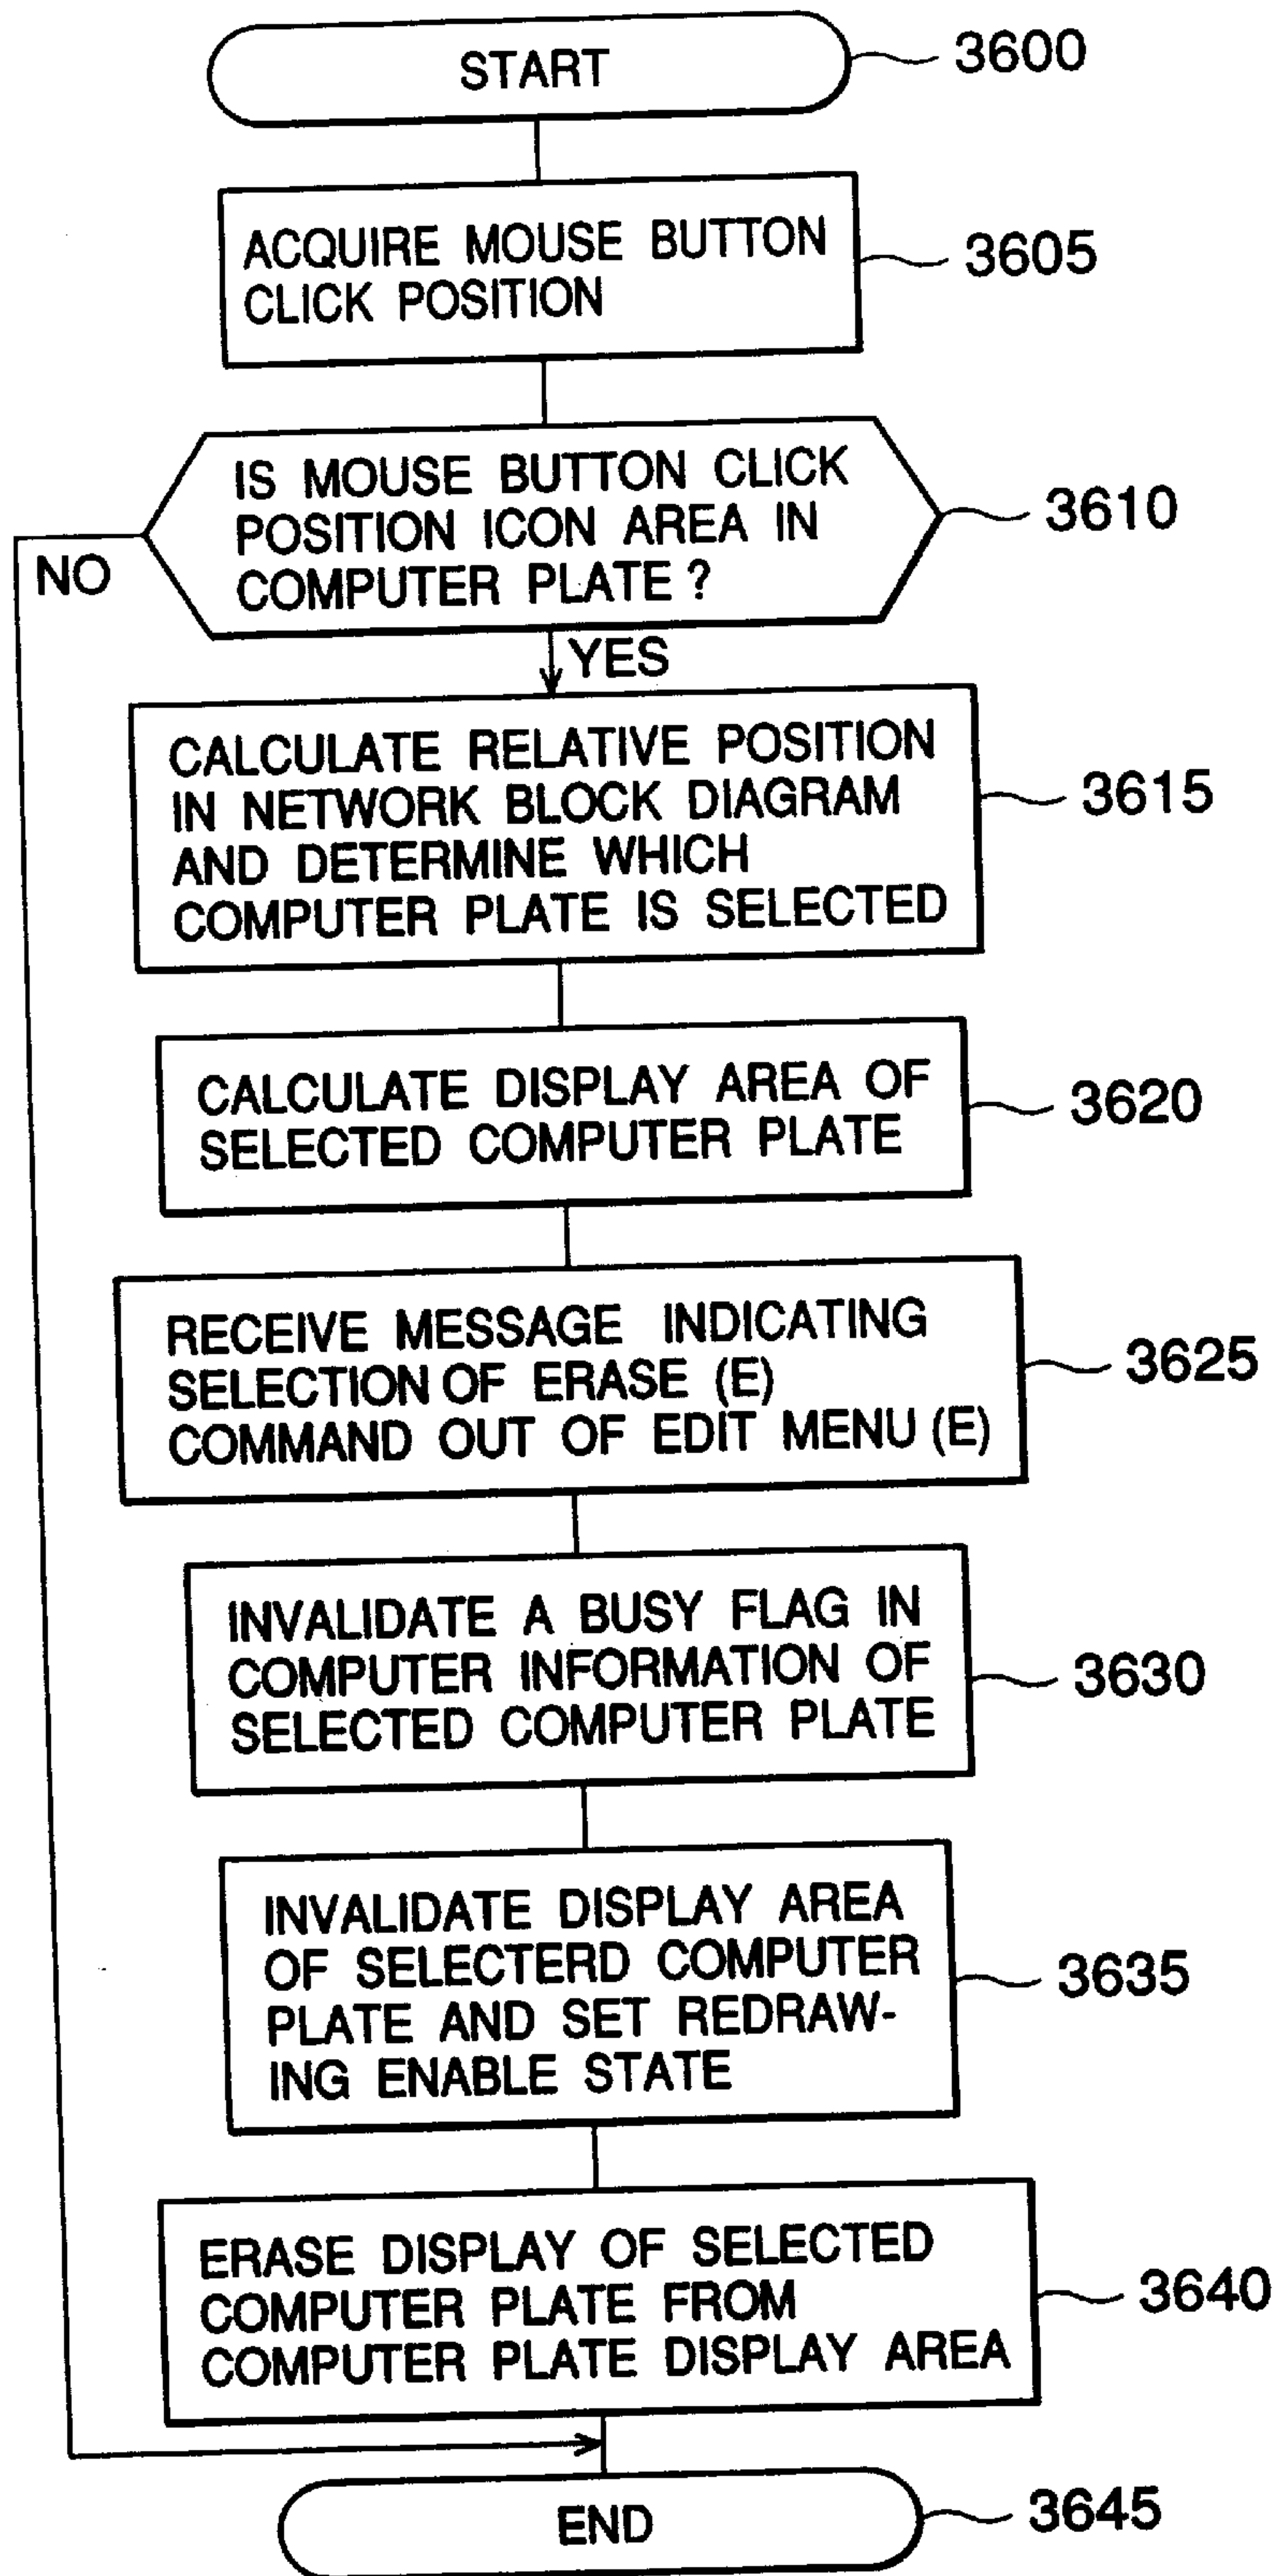 START
3600
ACQUIRE MOUSE BUTTON
CLICK POSITION
3605
IS MOUSE BUTTON CLICK
POSITION ICON AREA IN
COMPUTER PLATE ?
3610
NO
YES
CALCULATE RELATIVE POSITION
IN NETWORK BLOCK DIAGRAM
AND DETERMINE WHICH
COMPUTER PLATE IS SELECTED
3615
CALCULATE DISPLAY AREA OF
SELECTED COMPUTER PLATE
3620
RECEIVE MESSAGE INDICATING
SELECTION OF ERASE (E)
COMMAND OUT OF EDIT MENU (E)
3625
INVALIDATE A BUSY FLAG IN
COMPUTER INFORMATION OF
SELECTED COMPUTER PLATE
3630
INVALIDATE DISPLAY AREA
OF SELECTERD COMPUTER
PLATE AND SET REDRAW-
ING ENABLE STATE
3635
ERASE DISPLAY OF SELECTED
COMPUTER PLATE FROM
COMPUTER PLATE DISPLAY AREA
3640
END
3645